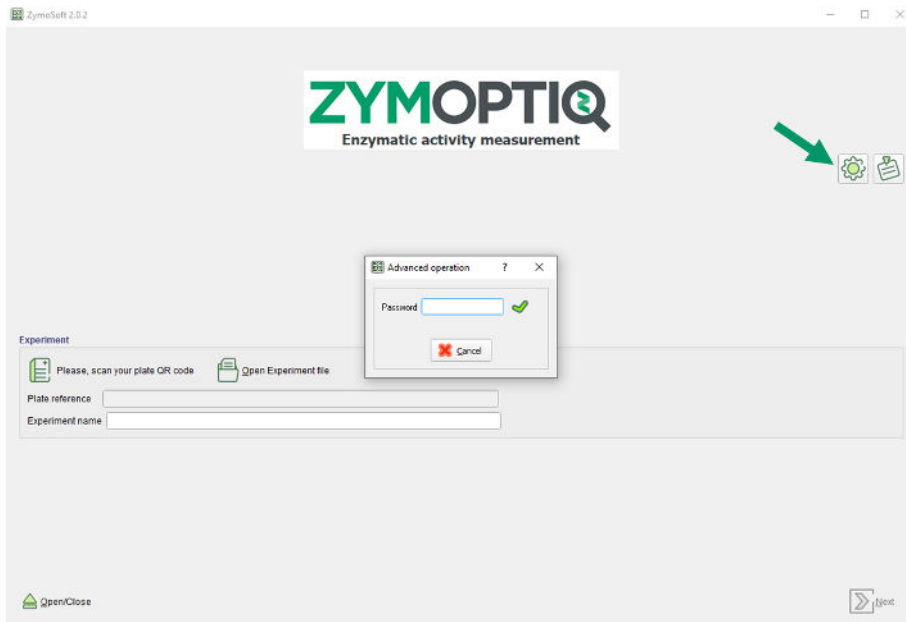 ZymoSoft 2.0.2
ZYMOPTIQ
Enzymatic activity measurement
Advanced operation ?
Password
Cancel
Experiment
Please, scan your plate QR code
Open Experiment file
Plate reference
Experiment name
Open/Close
Next